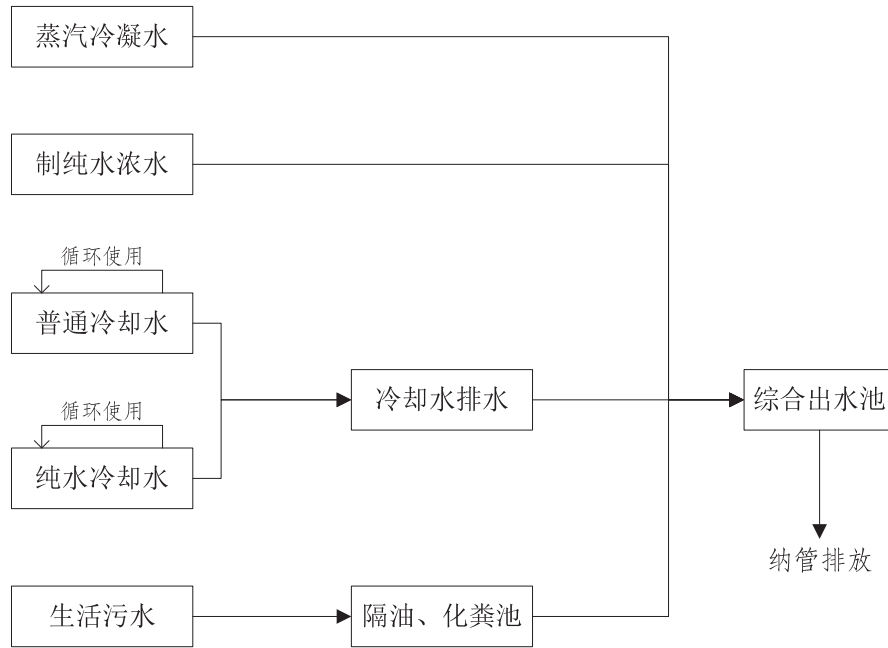 蒸汽冷凝水
制纯水浓水
循环使用
普通冷却水
循环使用
纯水冷却水
冷却水排水
综合出水池
纳管排放
生活污水
隔油、化粪池